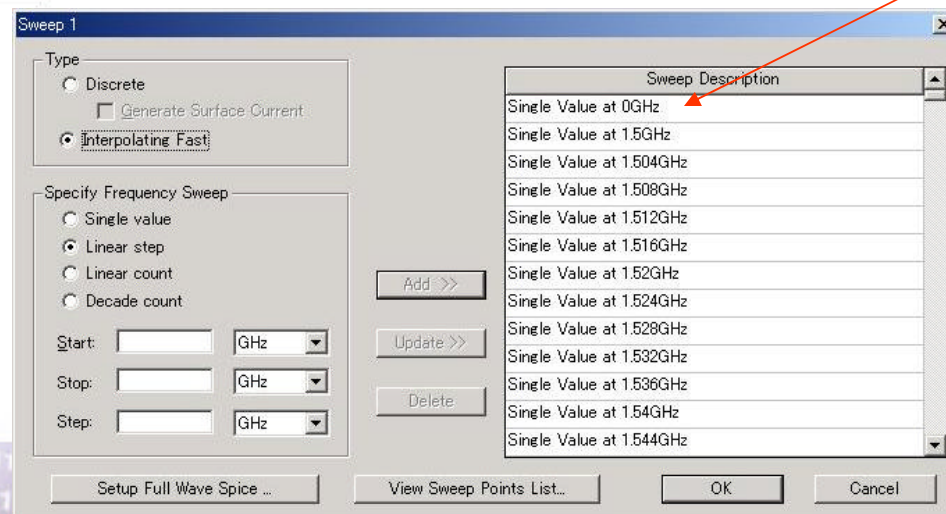 Sweep 1
Type
Discrete
Generate Surface Current
Interpolating Fast
Specify Frequency Sweep
Single value
Linear step
Linear count
Decade count
Start: GHz
Stop: GHz
Step: GHz
Add >>
Update >>
Delete
Sweep Description
Single Value at 0GHz
Single Value at 1.5GHz
Single Value at 1.504GHz
Single Value at 1.508GHz
Single Value at 1.512GHz
Single Value at 1.516GHz
Single Value at 1.52GHz
Single Value at 1.524GHz
Single Value at 1.528GHz
Single Value at 1.532GHz
Single Value at 1.536GHz
Single Value at 1.54GHz
Single Value at 1.544GHz
Setup Full Wave Spice ...
View Sweep Points List...
OK
Cancel